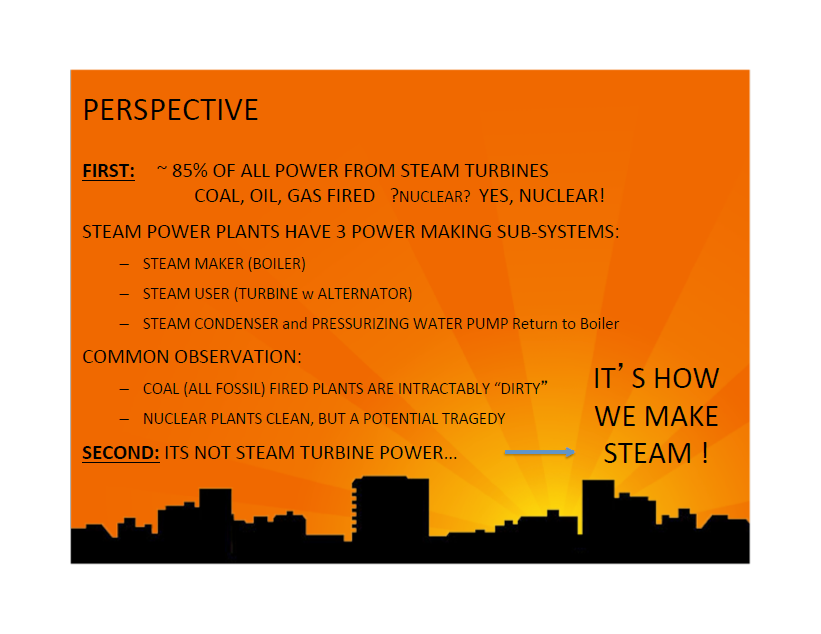 PERSPECTIVE
FIRST: ~ 85% OF ALL POWER FROM STEAM TURBINES
COAL, OIL, GAS FIRED ?NUCLEAR? YES, NUCLEAR!
STEAM POWER PLANTS HAVE 3 POWER MAKING SUB-SYSTEMS:
– STEAM MAKER (BOILER)
– STEAM USER (TURBINE w ALTERNATOR)
– STEAM CONDENSER and PRESSURIZING WATER PUMP Return to Boiler
COMMON OBSERVATION:
– COAL (ALL FOSSIL) FIRED PLANTS ARE INTRACTABLY “DIRTY”
– NUCLEAR PLANTS CLEAN, BUT A POTENTIAL TRAGEDY
SECOND: ITS NOT STEAM TURBINE POWER…
IT’S HOW
WE MAKE
STEAM !